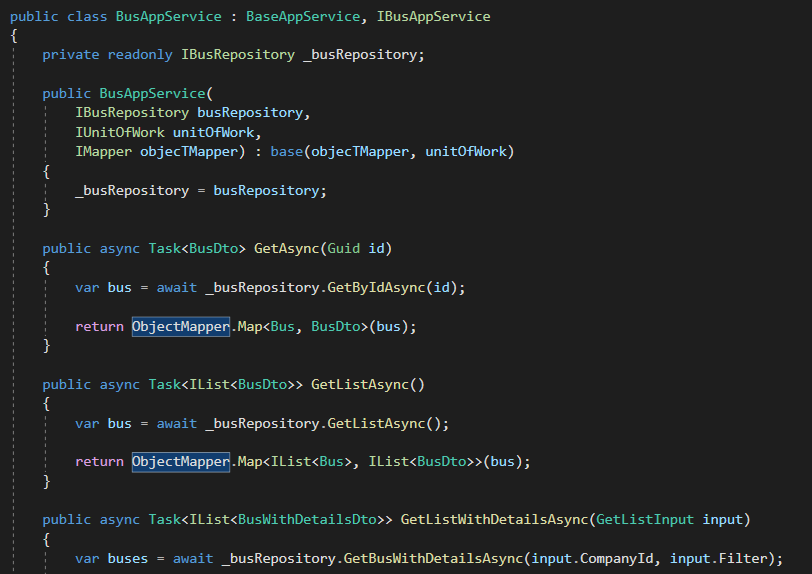 public class BusAppService : BaseAppService, IBusAppService
{
    private readonly IBusRepository _busRepository;

    public BusAppService(
        IBusRepository busRepository,
        IUnitOfWork unitOfWork,
        IMapper objecTMapper) : base(objecTMapper, unitOfWork)
    {
        _busRepository = busRepository;
    }

    public async Task<BusDto> GetAsync(Guid id)
    {
        var bus = await _busRepository.GetByIdAsync(id);

        return ObjectMapper.Map<Bus, BusDto>(bus);
    }

    public async Task<IList<BusDto>> GetListAsync()
    {
        var bus = await _busRepository.GetListAsync();

        return ObjectMapper.Map<IList<Bus>, IList<BusDto>>(bus);
    }

    public async Task<IList<BusWithDetailsDto>> GetListWithDetailsAsync(GetListInput input)
    {
        var buses = await _busRepository.GetBusWithDetailsAsync(input.CompanyId, input.Filter);